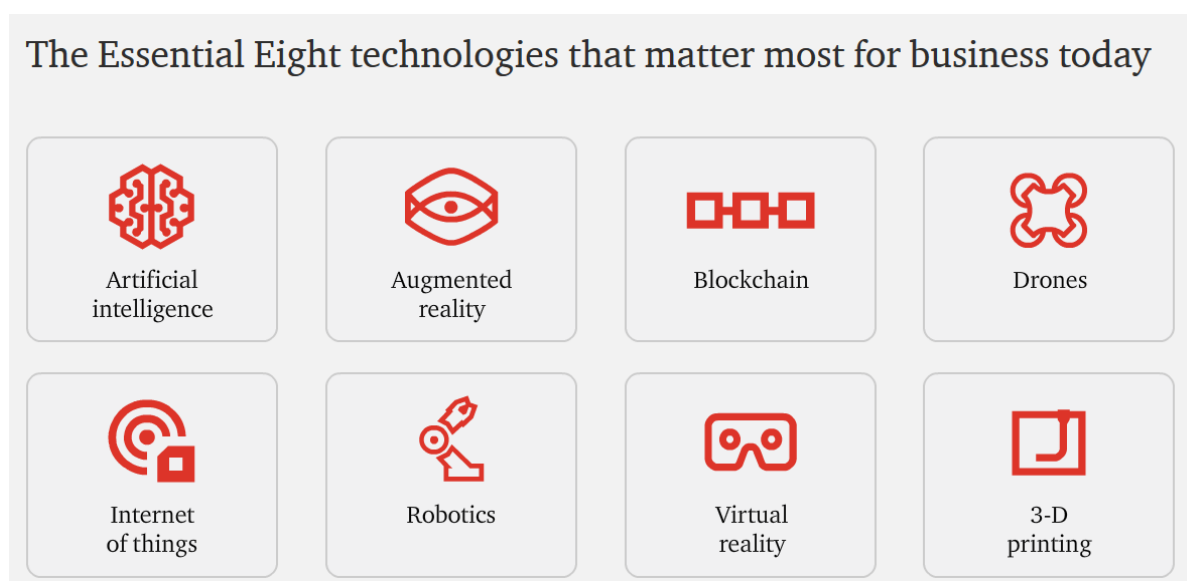 The Essential Eight technologies that matter most for business today
Artificial
intelligence
Augmented
reality
Blockchain
Drones
Internet
of things
Robotics
Virtual
reality
3-D
printing